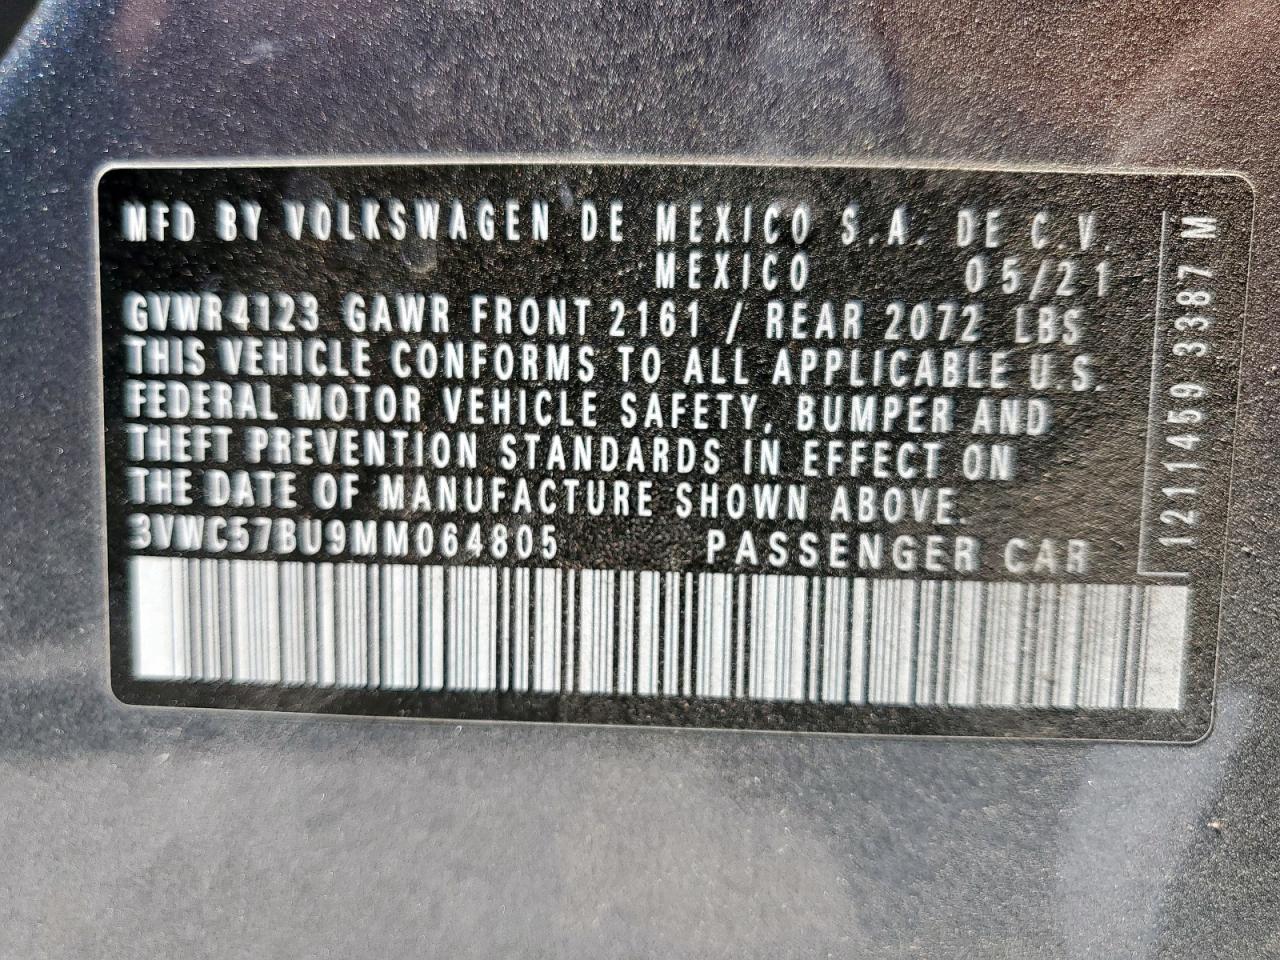 MFD BY VOLKSWAGEN DE MEXICO S.A. DE C.V.
MEXICO 05/21
GVWR 4123 GAWR FRONT 2161 / REAR 2072 LBS
THIS VEHICLE CONFORMS TO ALL APPLICABLE U.S.
FEDERAL MOTOR VEHICLE SAFETY, BUMPER AND
THEFT PREVENTION STANDARDS IN EFFECT ON
THE DATE OF MANUFACTURE SHOWN ABOVE.
3VWC57BU9MM064805 PASSENGER CAR
1211459 3387 M